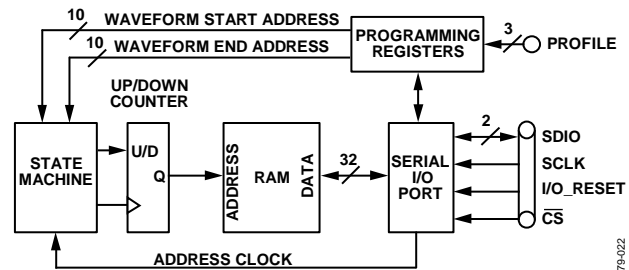 10 WAVEFORM START ADDRESS
10 WAVEFORM END ADDRESS
PROGRAMMING
REGISTERS
3
PROFILE
UP/DOWN
COUNTER
STATE
MACHINE
U/D
Q
ADDRESS
RAM
DATA
32
SERIAL
I/O
PORT
2
SDIO
SCLK
I/O_RESET
CS
ADDRESS CLOCK
79-022